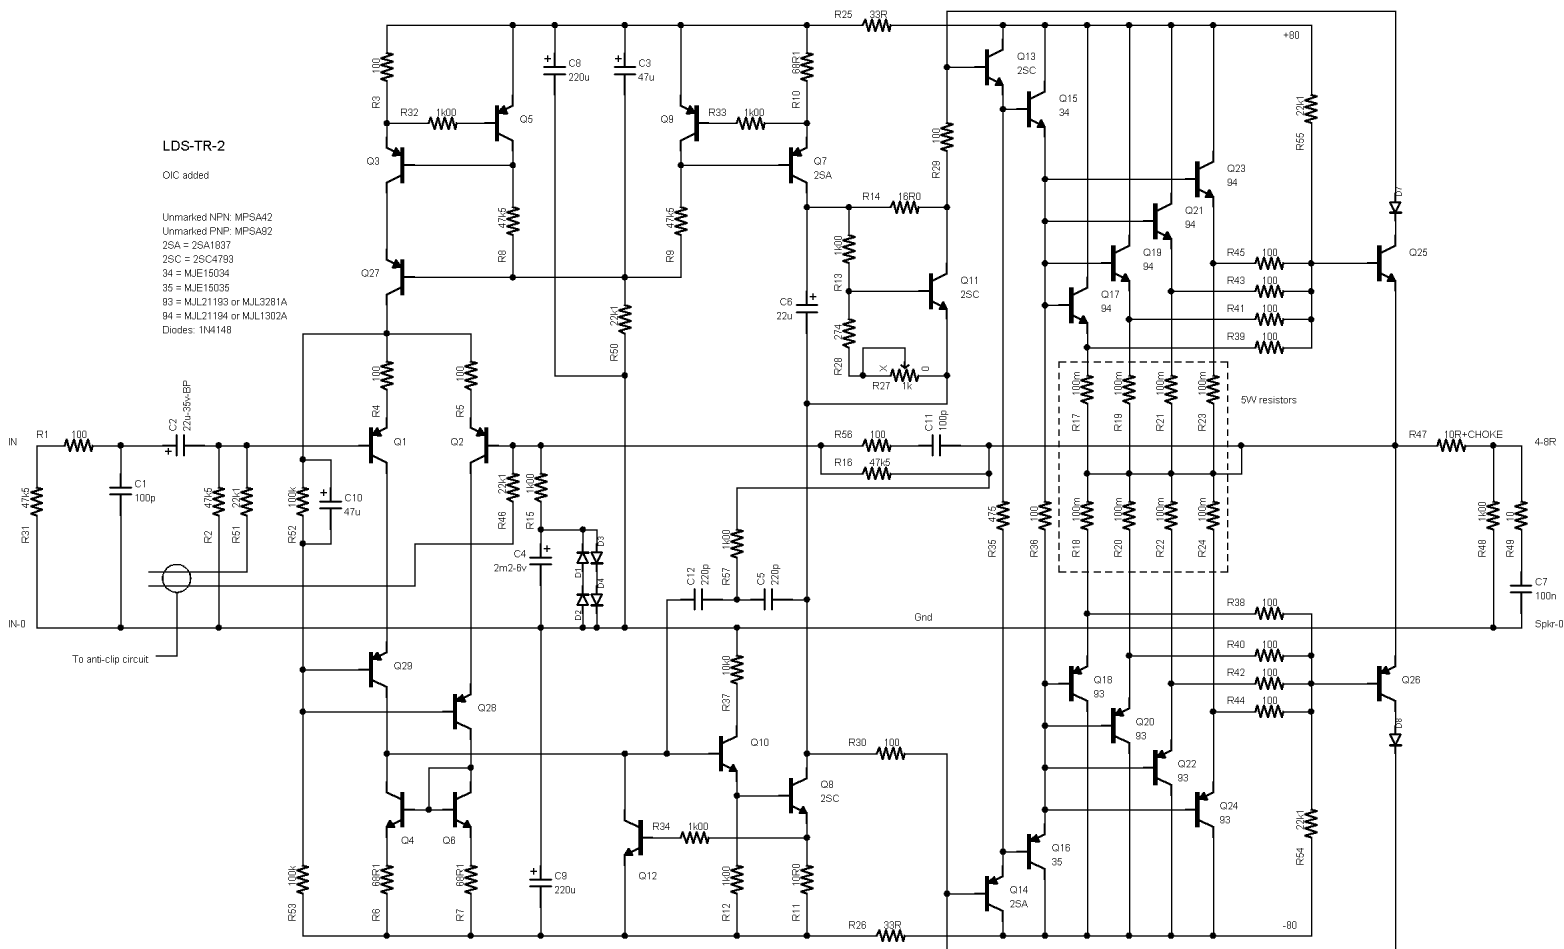 R25 33R
+80
100
R3
C8
220u
C3
47u
68R1
R10
Q13
2SC
R32 1k00
Q5
Q9
R33 1k00
Q15
34
22k1
R55
LDS-TR-2
OIC added
Q3
Q7
2SA
100
R29
Q23
94
Unmarked NPN: MPSA42
Unmarked PNP: MPSA92
2SA = 2SA1837
2SC = 2SC4793
34 = MJE15034
35 = MJE15035
93 = MJL21193 or MJL3281A
94 = MJL21194 or MJL1302A
Diodes: 1N4148
47k5
R8
47k5
R9
R14 16R0
D7
Q21
94
Q27
1k00
R13
Q11
2SC
Q19
94
Q25
R45 100
R43 100
R41 100
R39 100
Q17
94
22k1
R50
C6
22u
274
R28
X
0
R27 1k
100
R4
100
R5
100m
R17
100m
R19
100m
R21
100m
R23
5W resistors
C2
22u-35v-BP
IN
R1 100
Q1
Q2
R56 100
C11
100p
R16 47k5
R47 10R+CHOKE
4-8R
47k5
R31
C1
100p
47k5
R2
22k1
R51
100k
R52
C10
47u
22k1
R46
1k00
R15
C4
2m2-6v
D1
D3
D2
D4
1k00
R57
C12
220p
C5
220p
475
R35
100
R36
100m
R18
100m
R20
100m
R22
100m
R24
1k00
R48
10
R49
C7
100n
IN-0
Gnd
R38 100
Spkr-0
To anti-clip circuit
Q29
10k0
R37
R40 100
R42 100
R44 100
Q18
93
Q26
Q28
Q20
93
D8
Q10
R30 100
Q22
93
Q8
2SC
Q24
93
Q4
Q6
R34 1k00
22k1
R54
Q12
Q16
35
100k
R53
68R1
R6
68R1
R7
C9
220u
1k00
R12
10R0
R11
Q14
2SA
R26 33R
-80